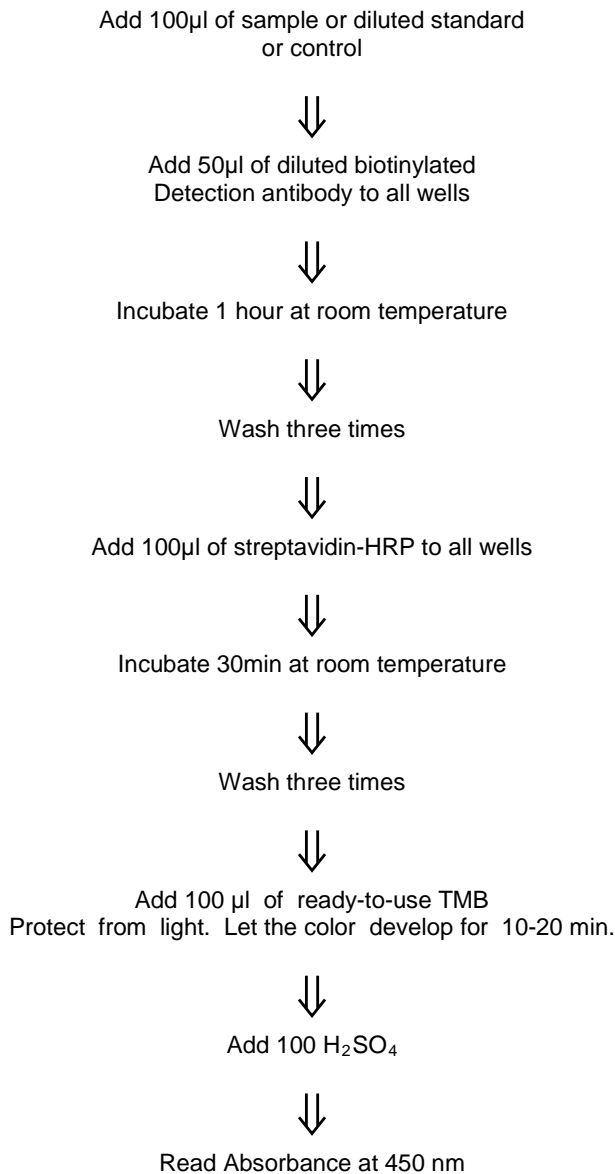 Add 100µl of sample or diluted standard
or control
Add 50µl of diluted biotinylated
Detection antibody to all wells
Incubate 1 hour at room temperature
Wash three times
Add 100µl of streptavidin-HRP to all wells
Incubate 30min at room temperature
Wash three times
Add 100 µl of ready-to-use TMB
Protect from light. Let the color develop for 10-20 min.
Add 100 H₂SO₄
Read Absorbance at 450 nm